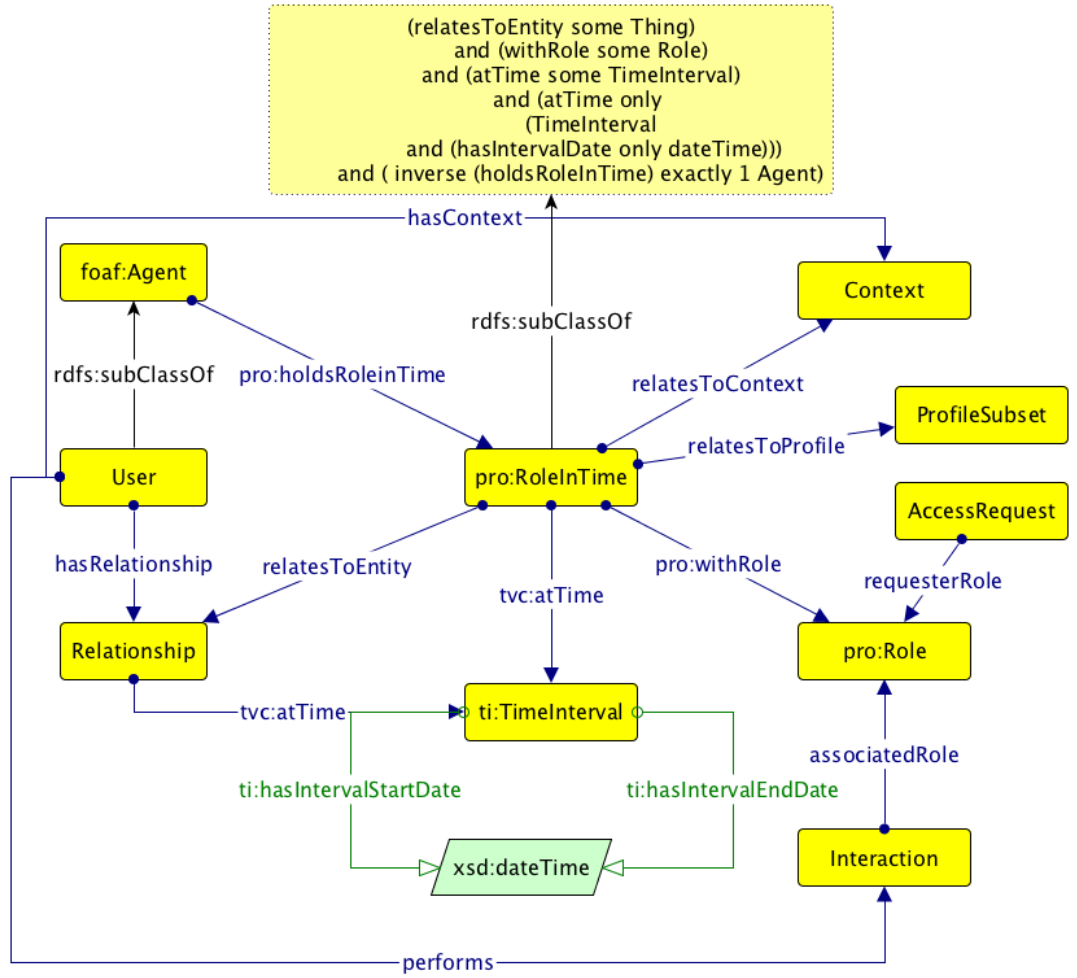 (relatesToEntity some Thing)
and (withRole some Role)
and (atTime some TimeInterval)
and (atTime only
(TimeInterval
and (hasIntervalDate only dateTime)))
and ( inverse (holdsRoleInTime) exactly 1 Agent)
hasContext
foaf:Agent
Context
rdfs:subClassOf
rdfs:subClassOf
pro:holdsRoleinTime
relatesToContext
ProfileSubset
relatesToProfile
User
pro:RoleInTime
AccessRequest
hasRelationship
relatesToEntity
tvc:atTime
pro:withRole
requesterRole
Relationship
pro:Role
tvc:atTime
ti:TimeInterval
associatedRole
ti:hasIntervalStartDate
ti:hasIntervalEndDate
xsd:dateTime
Interaction
performs